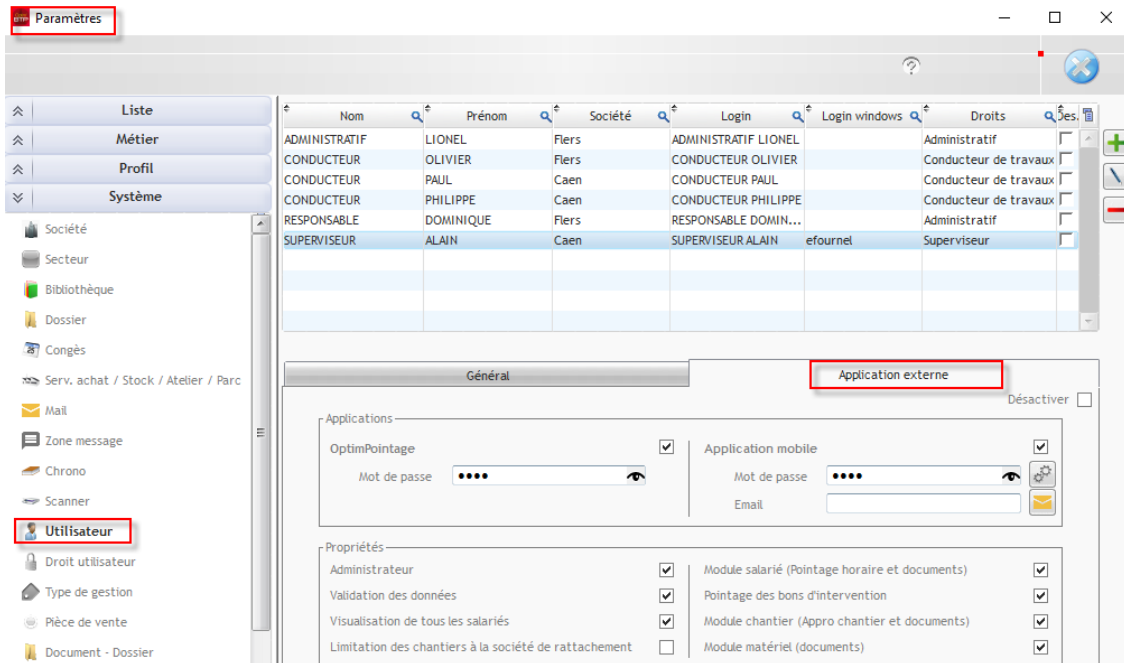 BTP Paramètres
?
Liste
Métier
Profil
Système
Société
Secteur
Bibliothèque
Dossier
Congès
Serv. achat / Stock / Atelier / Parc
Mail
Zone message
Chrono
Scanner
Utilisateur
Droit utilisateur
Type de gestion
Pièce de vente
Document - Dossier
Nom Prénom Société Login Login windows Droits Des.
ADMINISTRATIF LIONEL Flers ADMINISTRATIF LIONEL Administratif
CONDUCTEUR OLIVIER Flers CONDUCTEUR OLIVIER Conducteur de travaux
CONDUCTEUR PAUL Caen CONDUCTEUR PAUL Conducteur de travaux
CONDUCTEUR PHILIPPE Caen CONDUCTEUR PHILIPPE Conducteur de travaux
RESPONSABLE DOMINIQUE Flers RESPONSABLE DOMIN... Administratif
SUPERVISEUR ALAIN Caen SUPERVISEUR ALAIN efournel Superviseur
Général Application externe
Désactiver
Applications
OptimPointage
Mot de passe ••••
Application mobile
Mot de passe ••••
Email
Propriétés
Administrateur
Validation des données
Visualisation de tous les salariés
Limitation des chantiers à la société de rattachement
Module salarié (Pointage horaire et documents)
Pointage des bons d'intervention
Module chantier (Appro chantier et documents)
Module matériel (documents)